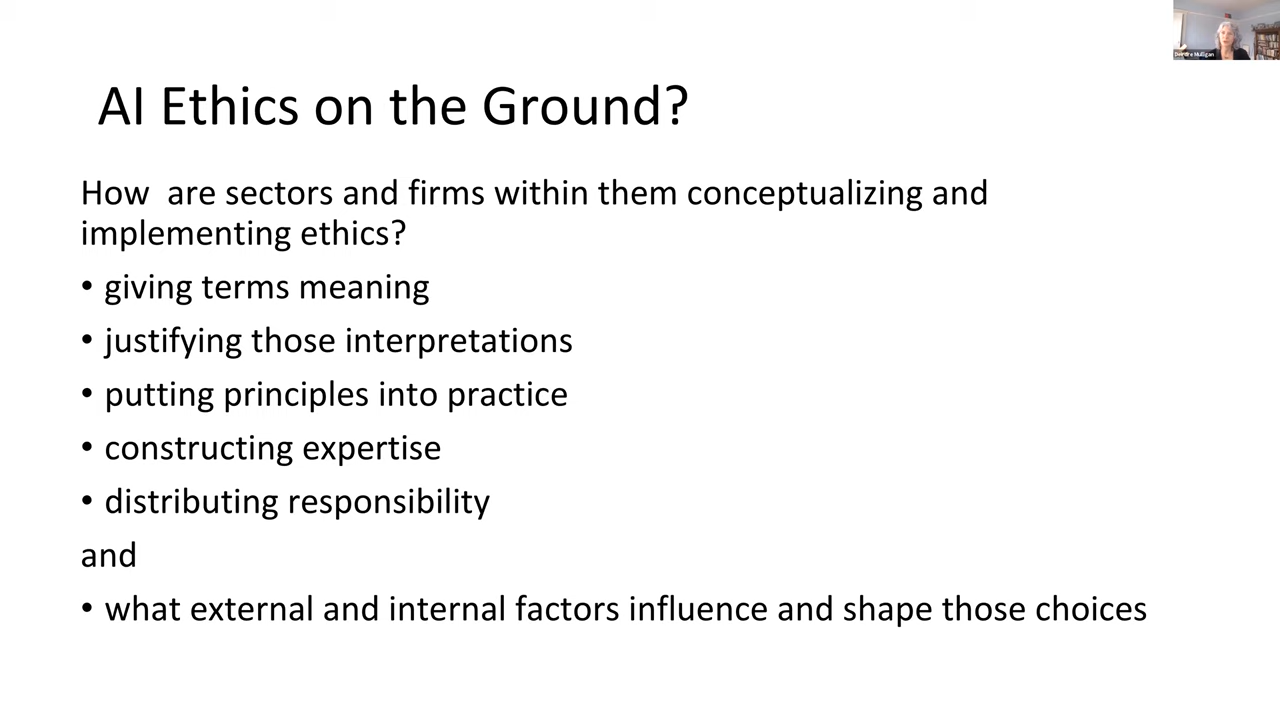 Deirdre Mulligan
AI Ethics on the Ground?
How  are sectors and firms within them conceptualizing and
implementing ethics?
• giving terms meaning
• justifying those interpretations
• putting principles into practice
• constructing expertise
• distributing responsibility
and
• what external and internal factors influence and shape those choices